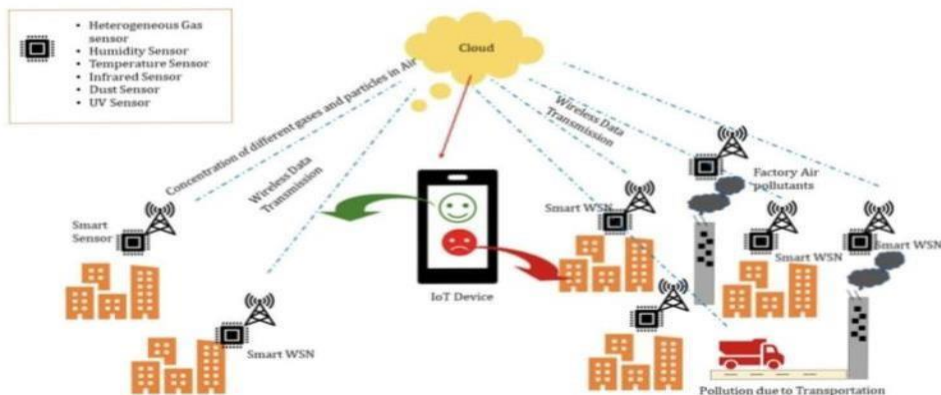 • Heterogeneous Gas
sensor
• Humidity Sensor
• Temperature Sensor
• Infrared Sensor
• Dust Sensor
• UV Sensor
Cloud
Concentration of different gases and particles in Air
Wireless Data
Transmission
Wireless Data
Transmission
Factory Air
pollutants
Smart
Sensor
Smart WSN
Smart WSN
Smart WSN
IoT Device
Smart WSN
Pollution due to Transportation